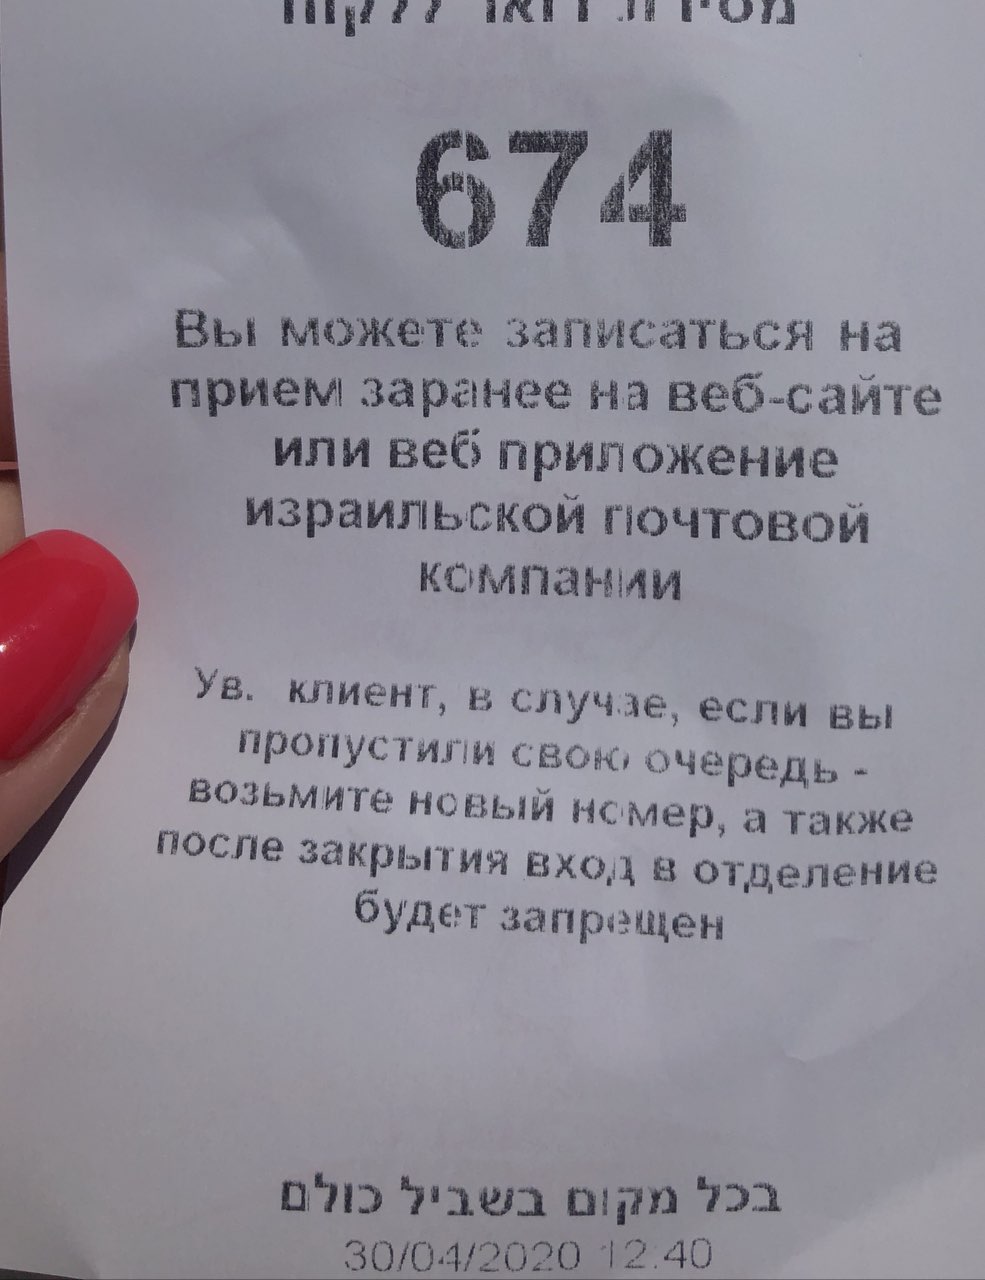 674
Вы можете записаться на
прием заранее на веб-сайте
или веб приложение
израильской почтовой
компании
Ув. клиент, в случае, если вы
пропустили свою очередь -
возьмите новый номер, а также
после закрытия вход в отделение
будет запрещен
בכל מקום בשביל כולם
30/04/2020 12:40